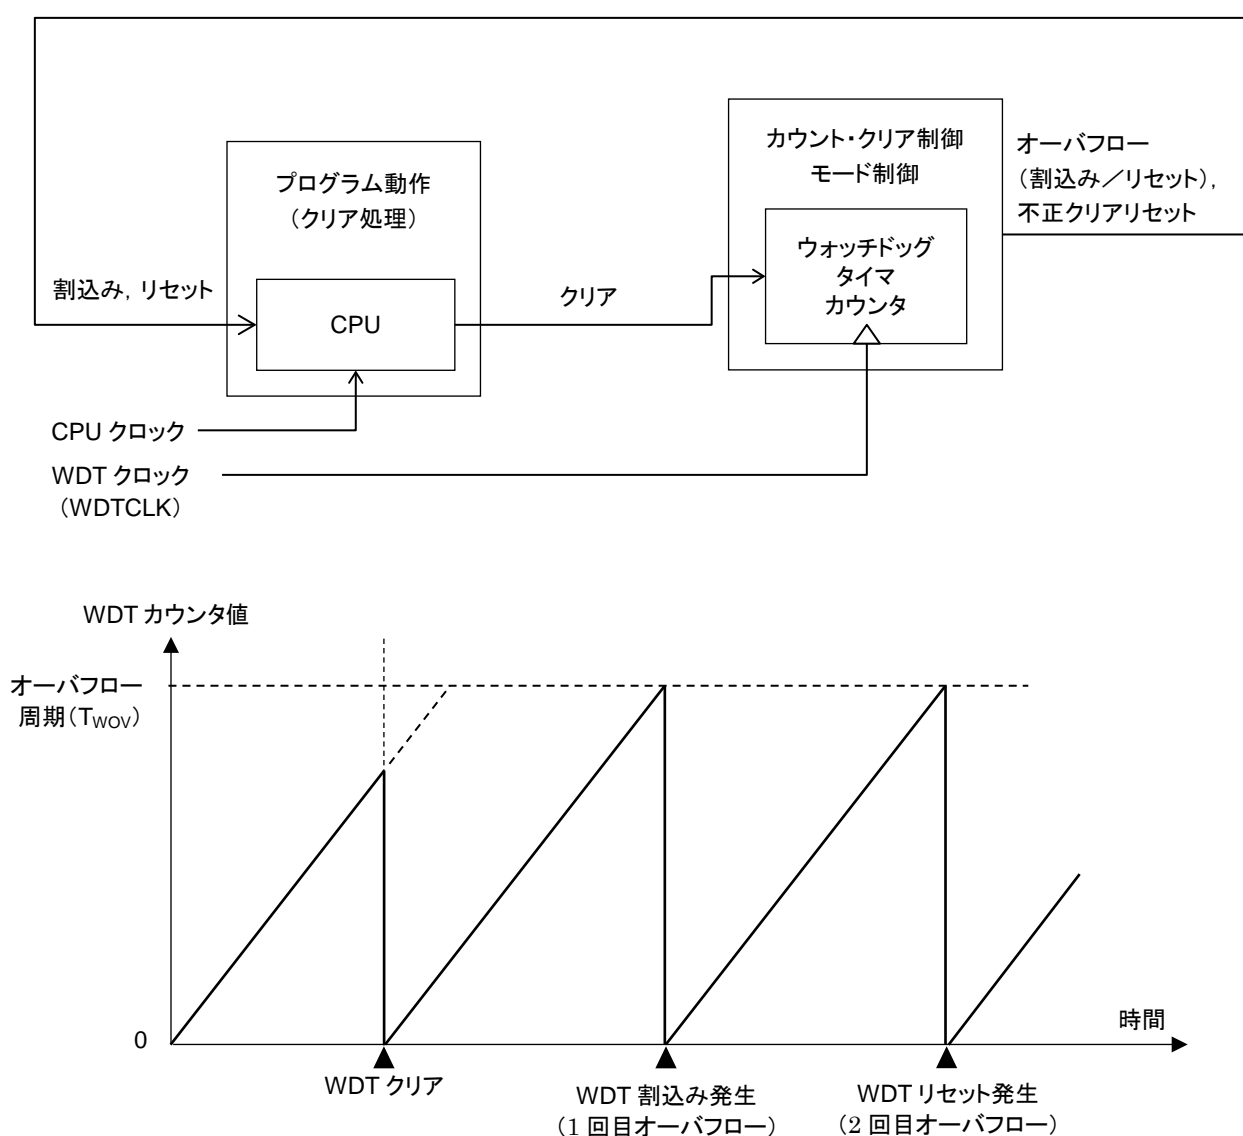 カウント・クリア制御
モード制御
オーバフロー
(割込み／リセット),
不正クリアリセット
プログラム動作
(クリア処理)
ウォッチドッグ
タイマ
カウンタ
割込み, リセット
CPU
クリア
CPU クロック
WDT クロック
(WDTCLK)
WDT カウンタ値
オーバフロー
周期(TWOV)
0
時間
WDT クリア
WDT 割込み発生
(1 回目オーバフロー)
WDT リセット発生
(2 回目オーバフロー)